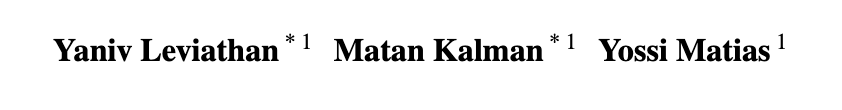 Yaniv Leviathan * 1 Matan Kalman * 1 Yossi Matias 1